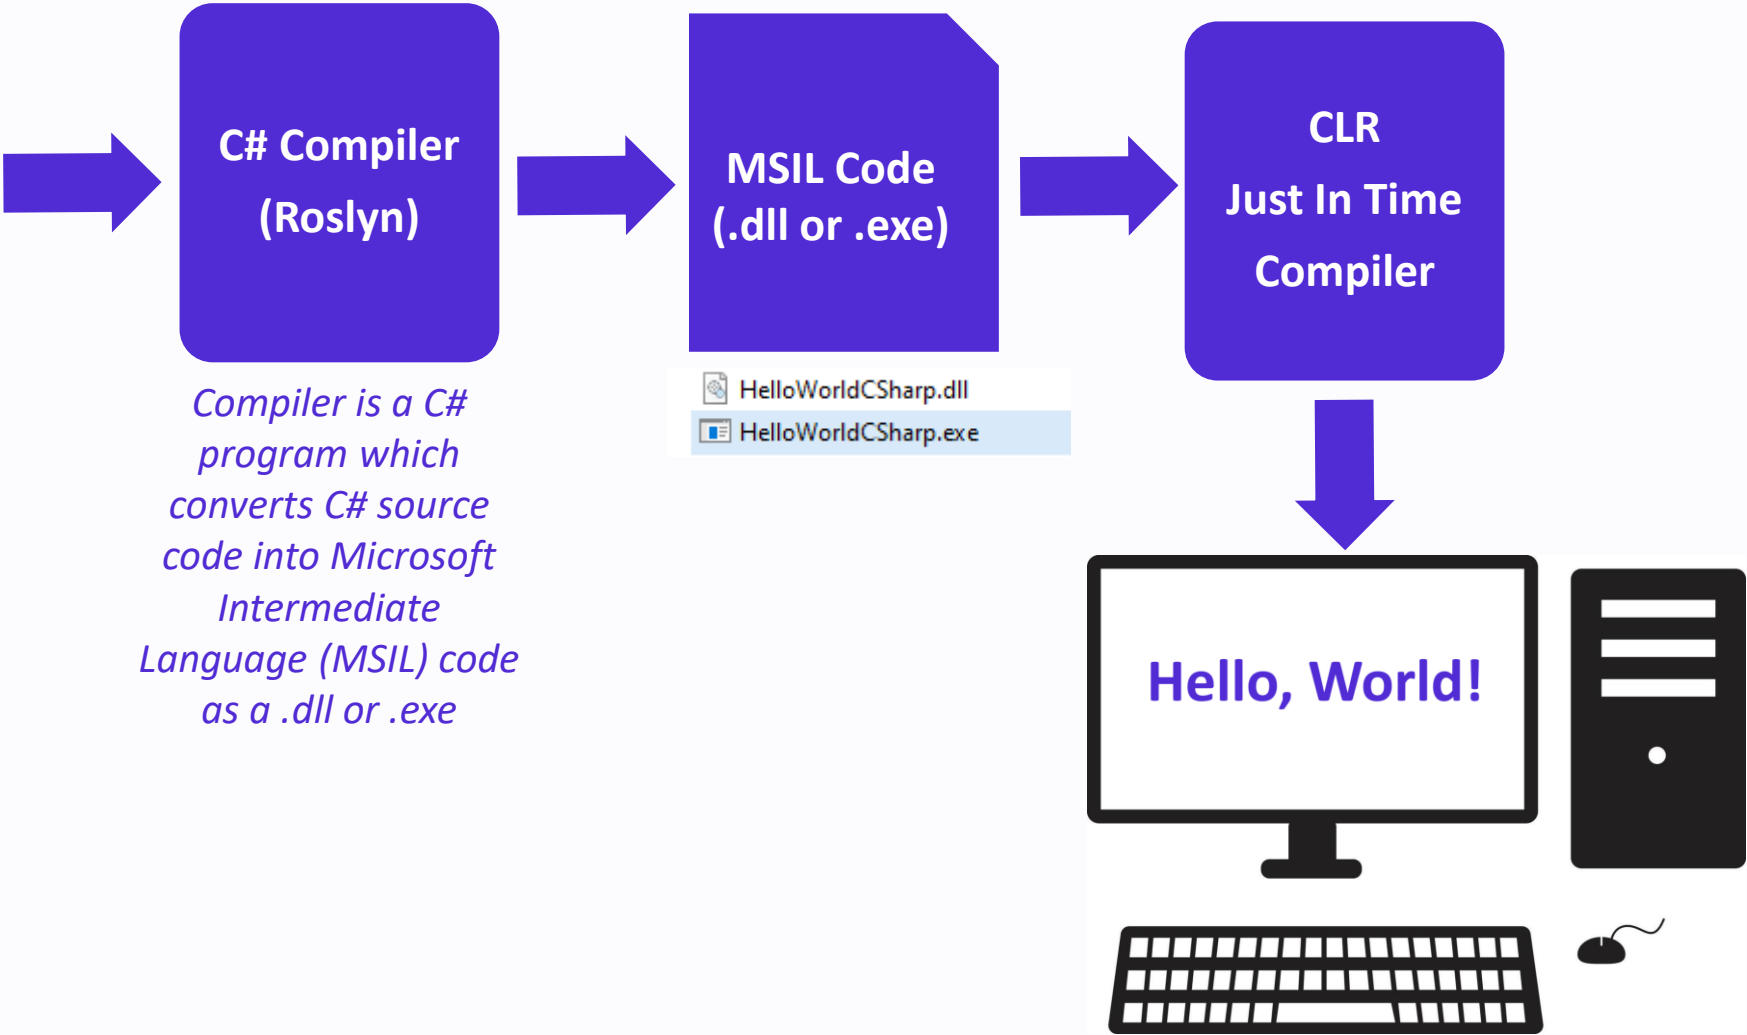 C# Compiler
(Roslyn)
Compiler is a C#
program which
converts C# source
code into Microsoft
Intermediate
Language (MSIL) code
as a .dll or .exe
MSIL Code
(.dll or .exe)
HelloWorldCSharp.dll
HelloWorldCSharp.exe
CLR
Just In Time
Compiler
Hello, World!